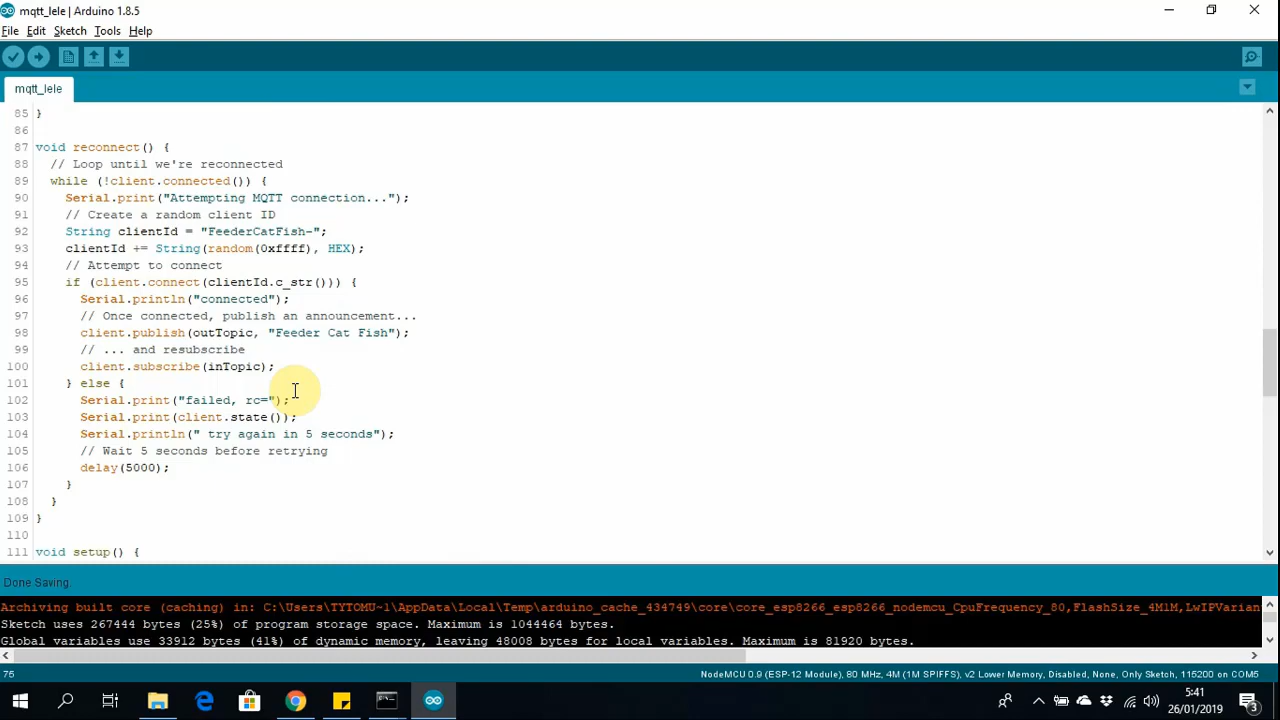 mqtt_lele | Arduino 1.8.5
File Edit Sketch Tools Help
mqtt_lele
85 }
86
87 void reconnect() {
88 // Loop until we're reconnected
89 while (!client.connected()) {
90 Serial.print("Attempting MQTT connection...");
91 // Create a random client ID
92 String clientId = "FeederCatFish-";
93 clientId += String(random(0xffff), HEX);
94 // Attempt to connect
95 if (client.connect(clientId.c_str())) {
96 Serial.println("connected");
97 // Once connected, publish an announcement...
98 client.publish(outTopic, "Feeder Cat Fish");
99 // ... and resubscribe
100 client.subscribe(inTopic);
101 } else {
102 Serial.print("failed, rc=");
103 Serial.print(client.state());
104 Serial.println(" try again in 5 seconds");
105 // Wait 5 seconds before retrying
106 delay(5000);
107 }
108 }
109 }
110
111 void setup() {
Done Saving.
Archiving built core (caching) in: C:\Users\TYTOMU~1\AppData\Local\Temp\arduino_cache_434749\core\core_esp8266_esp8266_nodemcu_CpuFrequency_80,FlashSize_4M1M,LwIPVarian
Sketch uses 267444 bytes (25%) of program storage space. Maximum is 1044464 bytes.
Global variables use 33912 bytes (41%) of dynamic memory, leaving 48008 bytes for local variables. Maximum is 81920 bytes.
76 NodeMCU 0.9 (ESP-12 Module), 80 MHz, 4M (1M SPIFFS), v2 Lower Memory, Disabled, None, Only Sketch, 115200 on COM5
5:41
26/01/2019
3